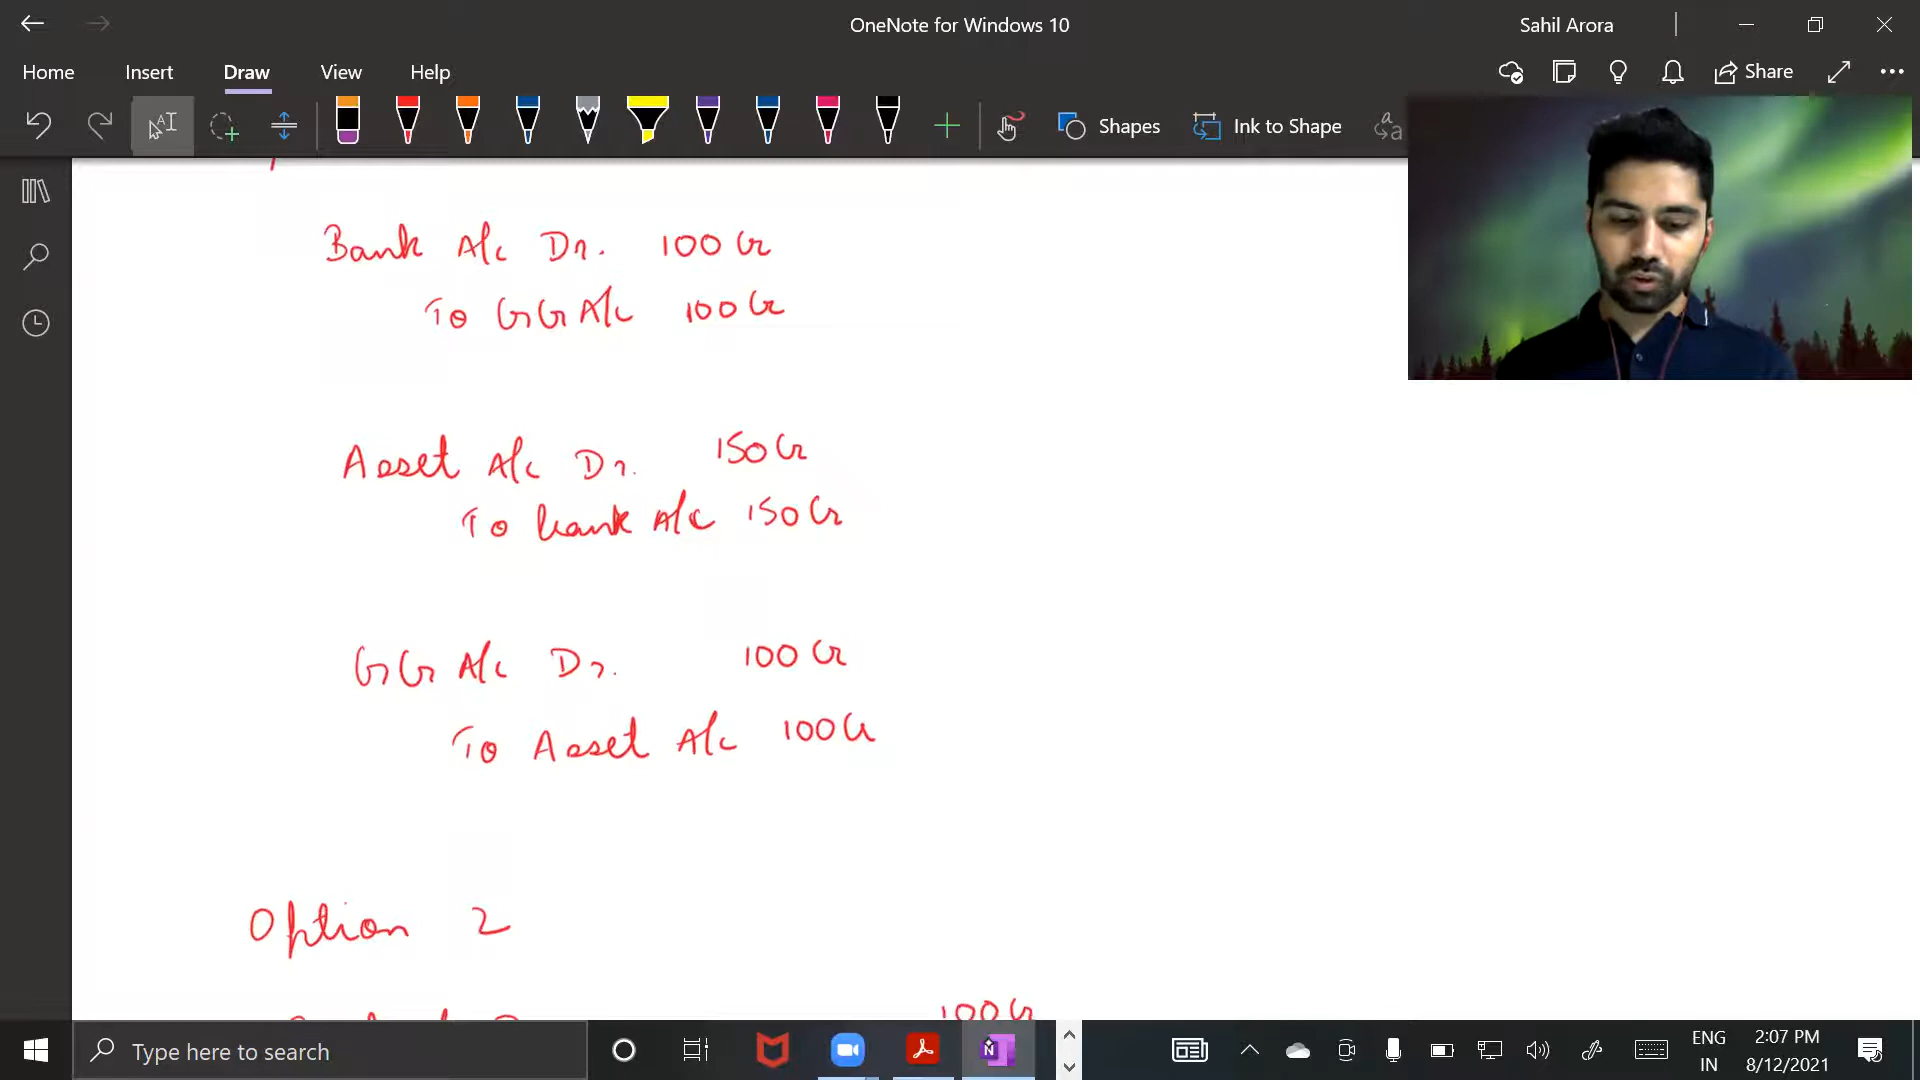 OneNote for Windows 10
Sahil Arora
Home Insert Draw View Help
Share
Shapes
Ink to Shape
Bank A/c Dr. 100 Cr
To GG A/c 100 Cr
Asset A/c Dr. 150 Cr
To bank A/c 150 Cr
GG A/c Dr. 100 Cr
To Asset A/c 100 Cr
Option 2
100 Cr
Type here to search
ENG
IN
2:07 PM
8/12/2021